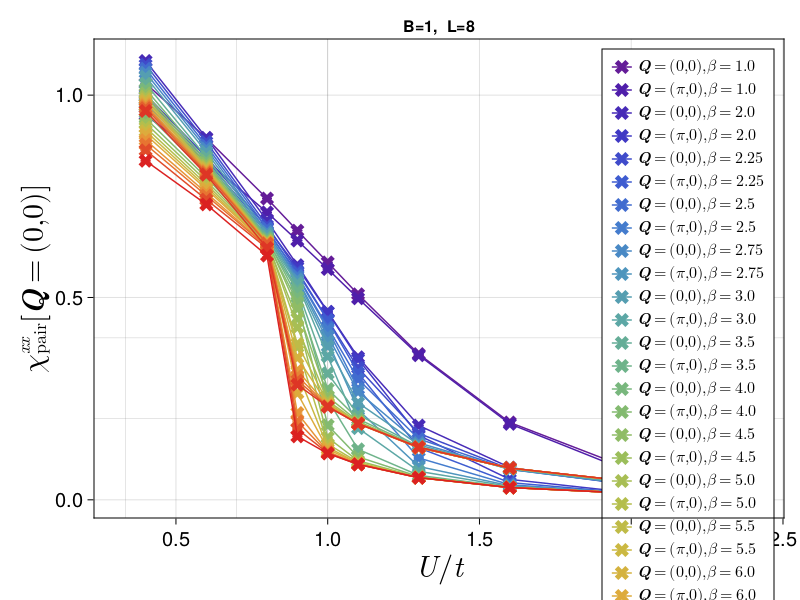 B=1, L=8
χ^{xx}_{pair}[Q = (0,0)]
1.0
0.5
0.0
0.5
1.0
1.5
2.5
U/t
Q = (0,0),β = 1.0
Q = (π,0),β = 1.0
Q = (0,0),β = 2.0
Q = (π,0),β = 2.0
Q = (0,0),β = 2.25
Q = (π,0),β = 2.25
Q = (0,0),β = 2.5
Q = (π,0),β = 2.5
Q = (0,0),β = 2.75
Q = (π,0),β = 2.75
Q = (0,0),β = 3.0
Q = (π,0),β = 3.0
Q = (0,0),β = 3.5
Q = (π,0),β = 3.5
Q = (0,0),β = 4.0
Q = (π,0),β = 4.0
Q = (0,0),β = 4.5
Q = (π,0),β = 4.5
Q = (0,0),β = 5.0
Q = (π,0),β = 5.0
Q = (0,0),β = 5.5
Q = (π,0),β = 5.5
Q = (0,0),β = 6.0
Q = (π,0),β = 6.0